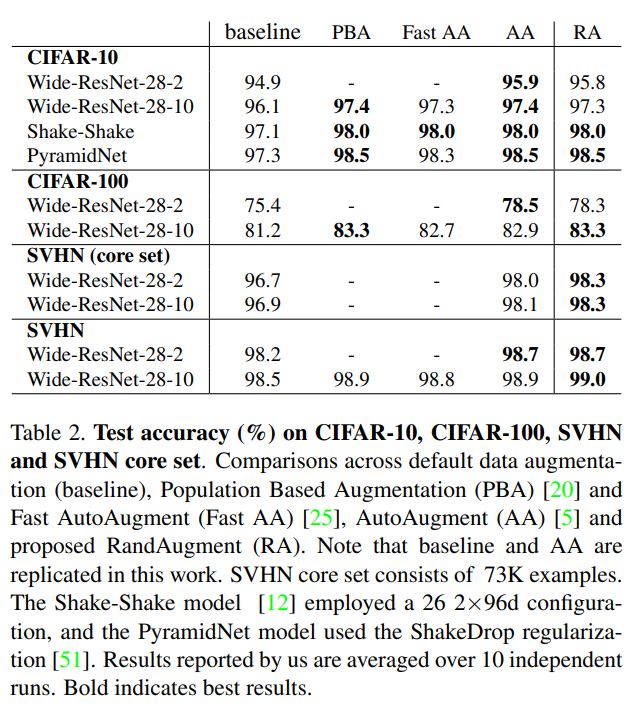 baseline PBA Fast AA AA RA
CIFAR-10
Wide-ResNet-28-2 94.9 - - 95.9 95.8
Wide-ResNet-28-10 96.1 97.4 97.3 97.4 97.3
Shake-Shake 97.1 98.0 98.0 98.0 98.0
PyramidNet 97.3 98.5 98.3 98.5 98.5
CIFAR-100
Wide-ResNet-28-2 75.4 - - 78.5 78.3
Wide-ResNet-28-10 81.2 83.3 82.7 82.9 83.3
SVHN (core set)
Wide-ResNet-28-2 96.7 - - 98.0 98.3
Wide-ResNet-28-10 96.9 - - 98.1 98.3
SVHN
Wide-ResNet-28-2 98.2 - - 98.7 98.7
Wide-ResNet-28-10 98.5 98.9 98.8 98.9 99.0
Table 2. Test accuracy (%) on CIFAR-10, CIFAR-100, SVHN
and SVHN core set. Comparisons across default data augmenta-
tion (baseline), Population Based Augmentation (PBA) [20] and
Fast AutoAugment (Fast AA) [25], AutoAugment (AA) [5] and
proposed RandAugment (RA). Note that baseline and AA are
replicated in this work. SVHN core set consists of 73K examples.
The Shake-Shake model [12] employed a 26 2×96d configura-
tion, and the PyramidNet model used the ShakeDrop regulariza-
tion [51]. Results reported by us are averaged over 10 independent
runs. Bold indicates best results.